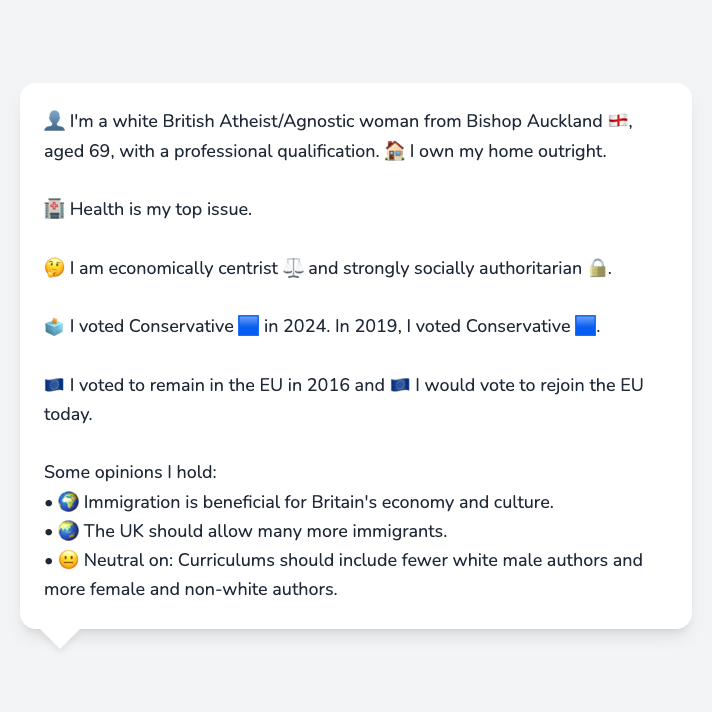 👤 I'm a white British Atheist/Agnostic woman from Bishop Auckland 🏴󠁧󠁢󠁥󠁮󠁧󠁿,
aged 69, with a professional qualification. 🏠 I own my home outright.
🏥 Health is my top issue.
🤔 I am economically centrist ⚖️ and strongly socially authoritarian 🔒.
🗳️ I voted Conservative 🟦 in 2024. In 2019, I voted Conservative 🟦.
🇪🇺 I voted to remain in the EU in 2016 and 🇪🇺 I would vote to rejoin the EU
today.
Some opinions I hold:
• 🌍 Immigration is beneficial for Britain's economy and culture.
• 🌏 The UK should allow many more immigrants.
• 😐 Neutral on: Curriculums should include fewer white male authors and
more female and non-white authors.